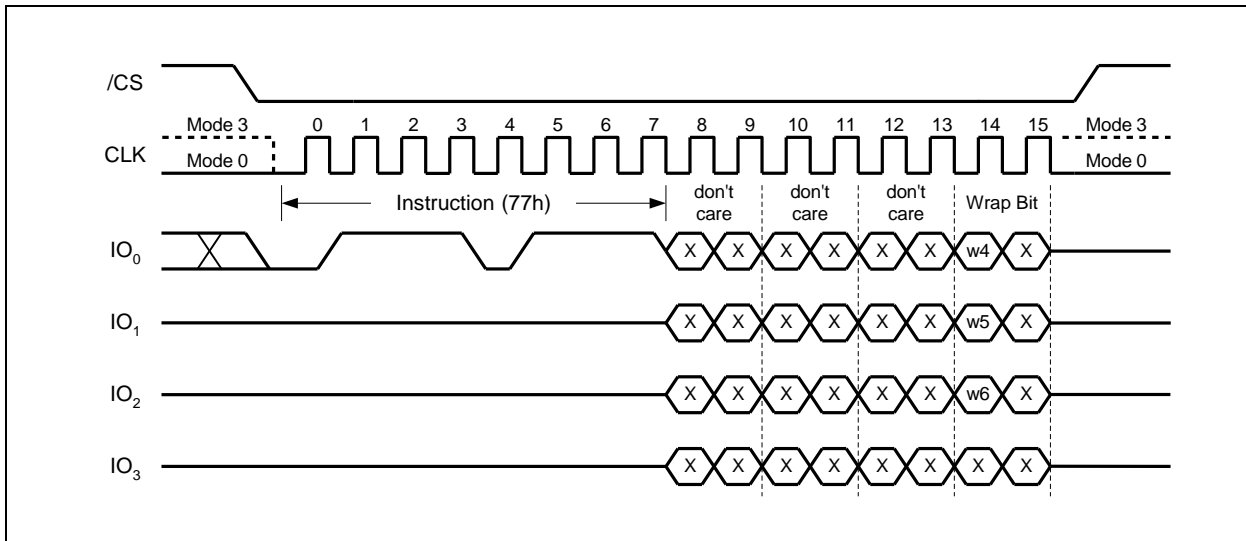 /CS
Mode 3 0 1 2 3 4 5 6 7 8 9 10 11 12 13 14 15 Mode 3
CLK
Mode 0 Mode 0
Instruction (77h) don't care don't care don't care Wrap Bit
IO0 X X X X X X w4 X
IO1 X X X X X X w5 X
IO2 X X X X X X w6 X
IO3 X X X X X X X X